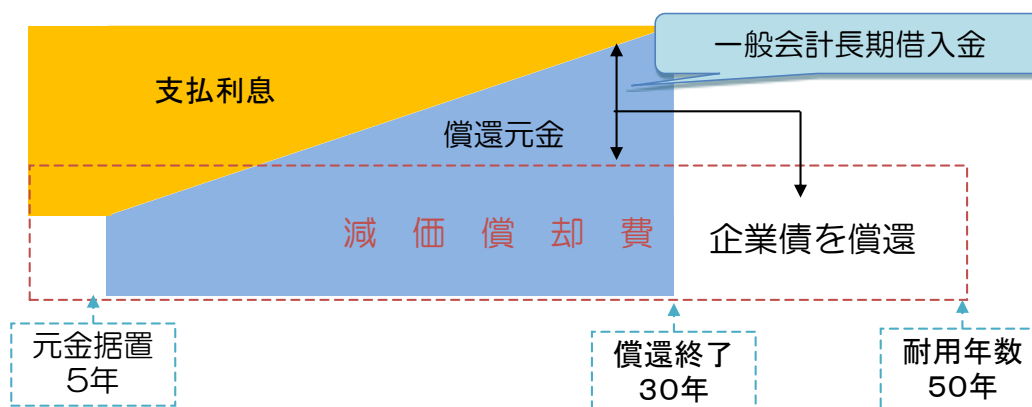 一般会計長期借入金
支払利息
償還元金
減価償却費
企業債を償還
元金据置
5年
償還終了
30年
耐用年数
50年